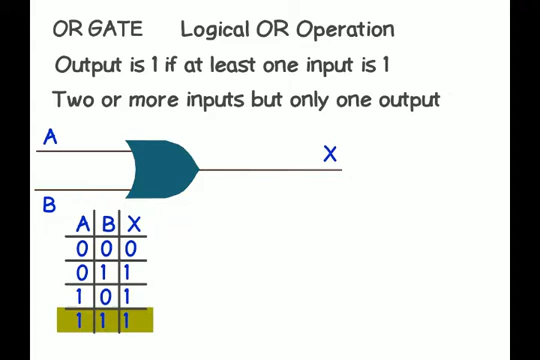 OR GATE Logical OR Operation
Output is 1 if at least one input is 1
Two or more inputs but only one output
A
X
B
A B X
0 0 0
0 1 1
1 0 1
1 1 1